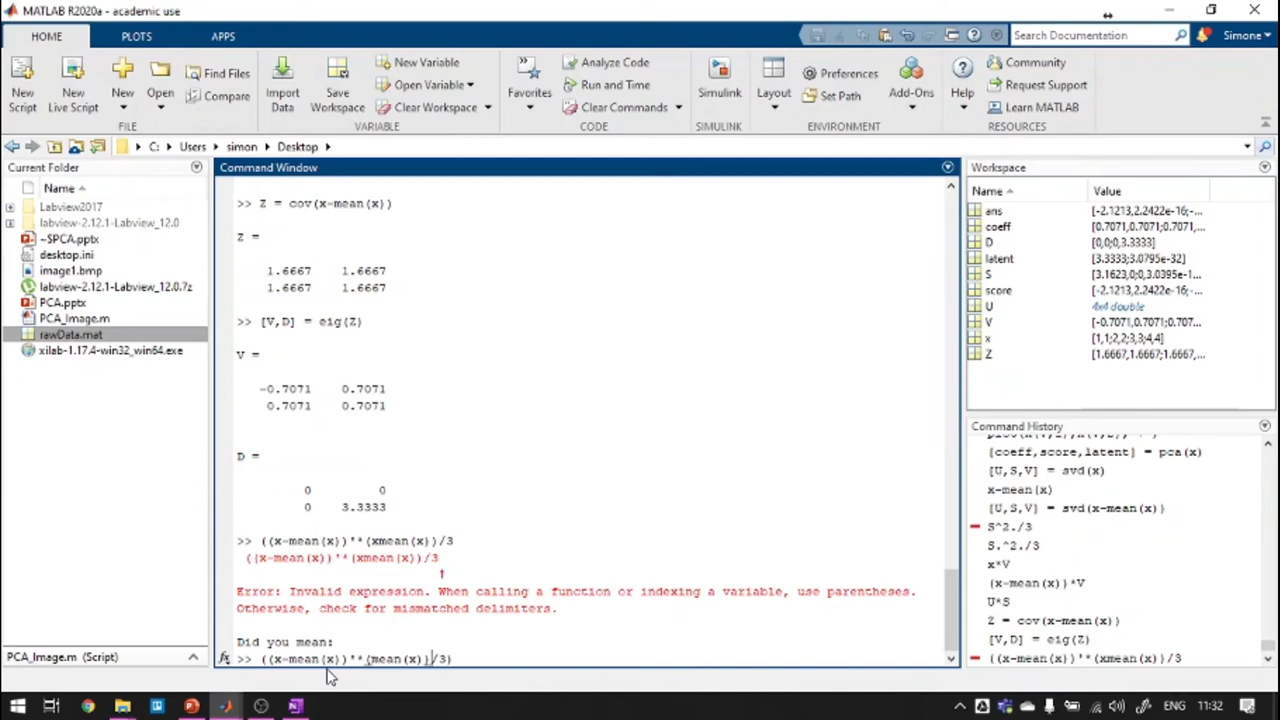 MATLAB R2020a - academic use
HOME PLOTS APPS
Search Documentation Simone
New Script
New Live Script
New
Open
Find Files
Compare
FILE
Import Data
Save Workspace
New Variable
Open Variable
Clear Workspace
VARIABLE
Favorites
Analyze Code
Run and Time
Clear Commands
CODE
Simulink
SIMULINK
Layout
Preferences
Set Path
Add-Ons
ENVIRONMENT
Help
Community
Request Support
Learn MATLAB
RESOURCES
C: Users simon Desktop
Current Folder
Name
Labview2017
labview-2.12.1-Labview_12.0
~$PCA.pptx
desktop.ini
image1.bmp
labview-2.12.1-Labview_12.0.7z
PCA.pptx
PCA_Image.m
rawData.mat
xilab-1.17.4-win32_win64.exe
PCA_Image.m (Script)
Command Window
>> Z = cov(x-mean(x))
Z =
1.6667 1.6667
1.6667 1.6667
>> [V,D] = eig(Z)
V =
-0.7071 0.7071
0.7071 0.7071
D =
0 0
0 3.3333
>> ((x-mean(x))'*(xmean(x))/3
((x-mean(x))'*(xmean(x))/3
↑
Error: Invalid expression. When calling a function or indexing a variable, use parentheses.
Otherwise, check for mismatched delimiters.
Did you mean:
fx >> ((x-mean(x))'*(mean(x))/3)
Workspace
Name Value
ans [-2.1213,2.2422e-16;-...
coeff [0.7071,0.7071;0.7071,...
D [0,0;0,3.3333]
latent [3.3333;3.0795e-32]
S [3.1623,0;0,3.0395e-1...
score [-2.1213,2.2422e-16;-...
U 4x4 double
V [-0.7071,0.7071;0.707...
x [1,1;2,2;3,3;4,4]
Z [1.6667,1.6667;1.6667,...
Command History
[coeff,score,latent] = pca(x)
[U,S,V] = svd(x)
x-mean(x)
[U,S,V] = svd(x-mean(x))
S^2./3
S.^2./3
x*V
(x-mean(x))*V
U*S
Z = cov(x-mean(x))
[V,D] = eig(Z)
((x-mean(x))'*(xmean(x))/3
ENG 11:32